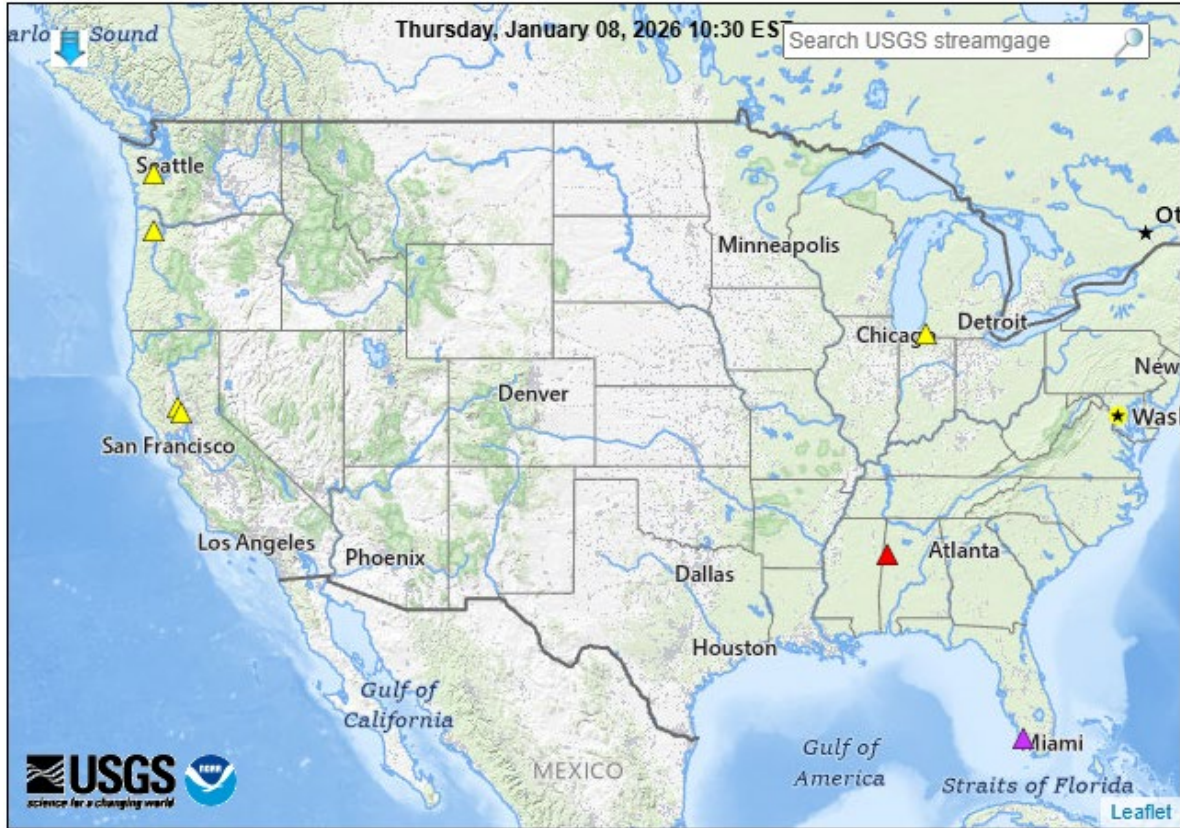 Thursday, January 08, 2026 10:30 EST
Search USGS streamgage
Sound
Seattle
Minneapolis
Chicago
Detroit
New
Denver
Wash
San Francisco
Los Angeles
Phoenix
Atlanta
Dallas
Houston
Gulf of
California
Gulf of
America
Miami
MEXICO
Straits of Florida
USGS
science for a changing world
NOAA
Leaflet